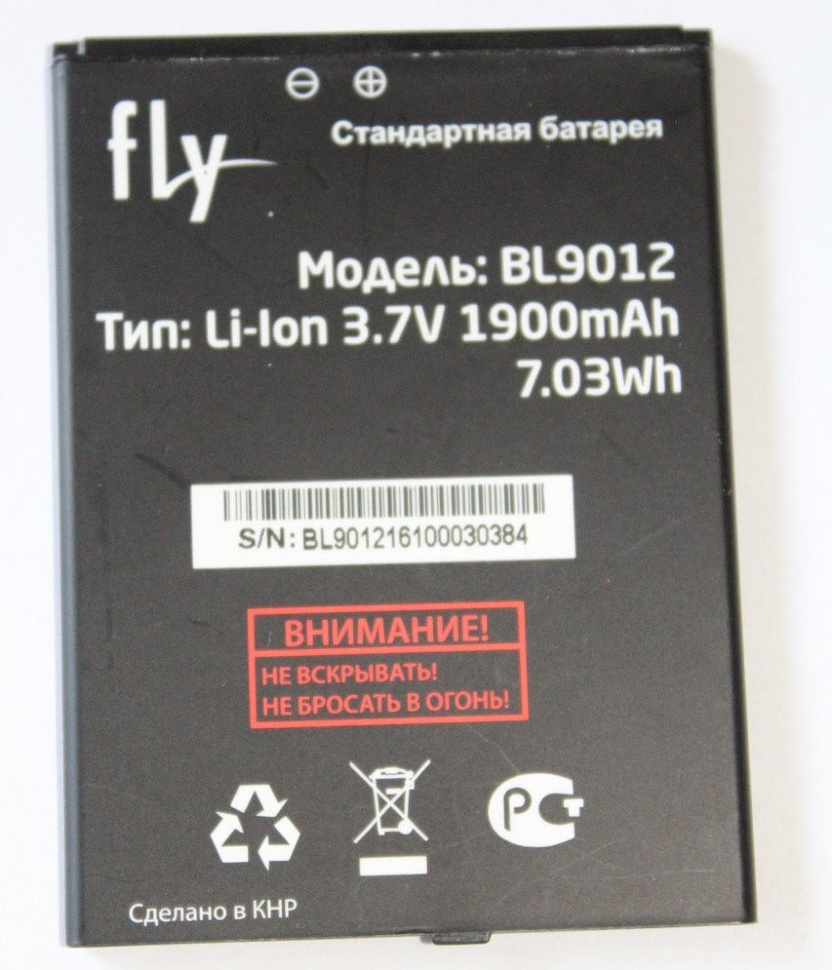 fly
Стандартная батарея
Модель: BL9012
Тип: Li-Ion 3.7V 1900mAh
7.03Wh
S/N: BL901216100030384
ВНИМАНИЕ!
НЕ ВСКРЫВАТЬ!
НЕ БРОСАТЬ В ОГОНЬ!
РСТ
Сделано в КНР